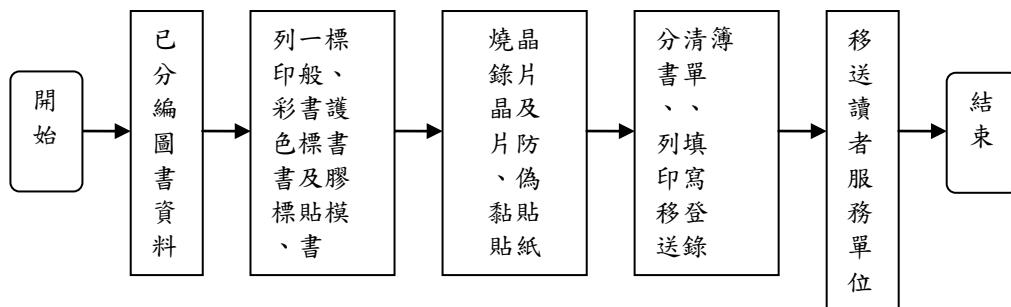 開始
已分編圖書資料
列印彩色書標、
一般書標及貼書
標、護書膠模
燒錄晶片、黏貼
晶片及防偽貼紙
分書、列印移送
清單、填寫登錄
簿
移送讀者服務單位
結束